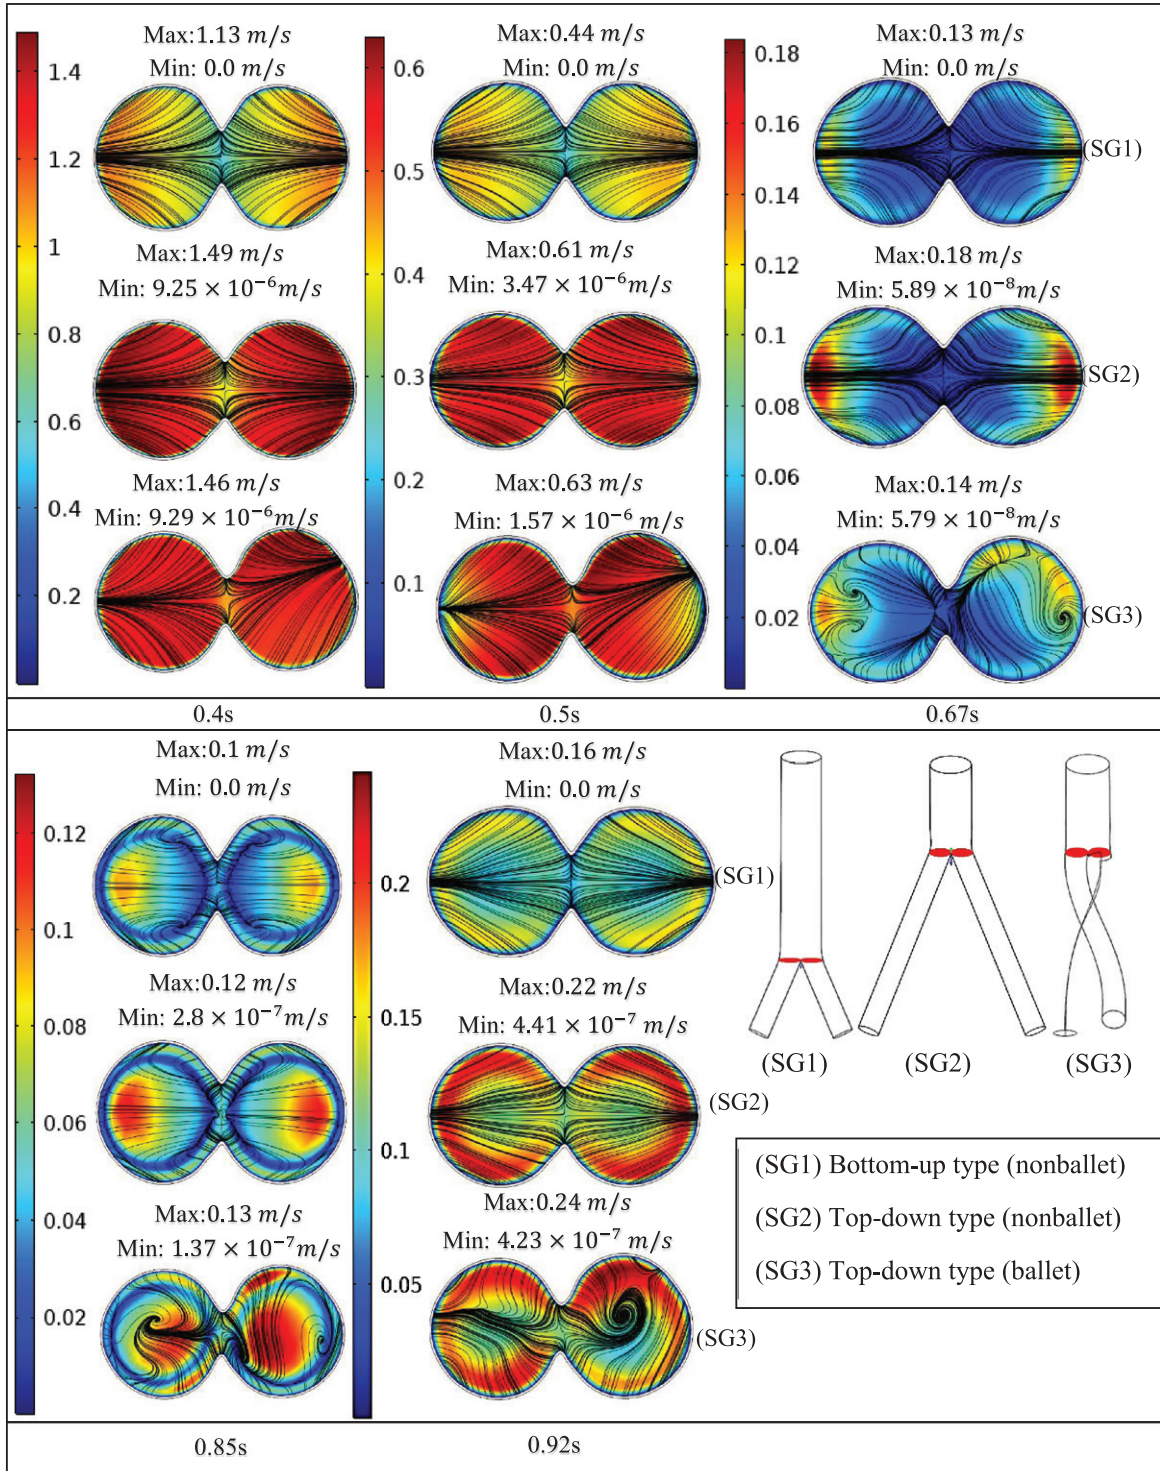 Max:1.13 m/s
Min: 0.0 m/s
Max:0.44 m/s
Min: 0.0 m/s
Max:0.13 m/s
Min: 0.0 m/s
1.4
1.2
1
0.8
0.6
0.4
0.2
0.6
0.5
0.4
0.3
0.2
0.1
0.18
0.16
0.14
0.12
0.1
0.08
0.06
0.04
0.02
(SG1)
Max:1.49 m/s
Min: 9.25 × 10⁻⁶m/s
Max:0.61 m/s
Min: 3.47 × 10⁻⁶m/s
Max:0.18 m/s
Min: 5.89 × 10⁻⁸m/s
(SG2)
Max:1.46 m/s
Min: 9.29 × 10⁻⁶m/s
Max:0.63 m/s
Min: 1.57 × 10⁻⁶ m/s
Max:0.14 m/s
Min: 5.79 × 10⁻⁸m/s
(SG3)
0.4s
0.5s
0.67s
Max:0.1 m/s
Min: 0.0 m/s
Max:0.16 m/s
Min: 0.0 m/s
0.12
0.1
0.08
0.06
0.04
0.02
0.2
0.15
0.1
0.05
(SG1)
Max:0.12 m/s
Min: 2.8 × 10⁻⁷m/s
Max:0.22 m/s
Min: 4.41 × 10⁻⁷ m/s
(SG2)
Max:0.13 m/s
Min: 1.37 × 10⁻⁷m/s
Max:0.24 m/s
Min: 4.23 × 10⁻⁷ m/s
(SG3)
(SG1)
(SG2)
(SG3)
(SG1) Bottom-up type (nonballet)
(SG2) Top-down type (nonballet)
(SG3) Top-down type (ballet)
0.85s
0.92s